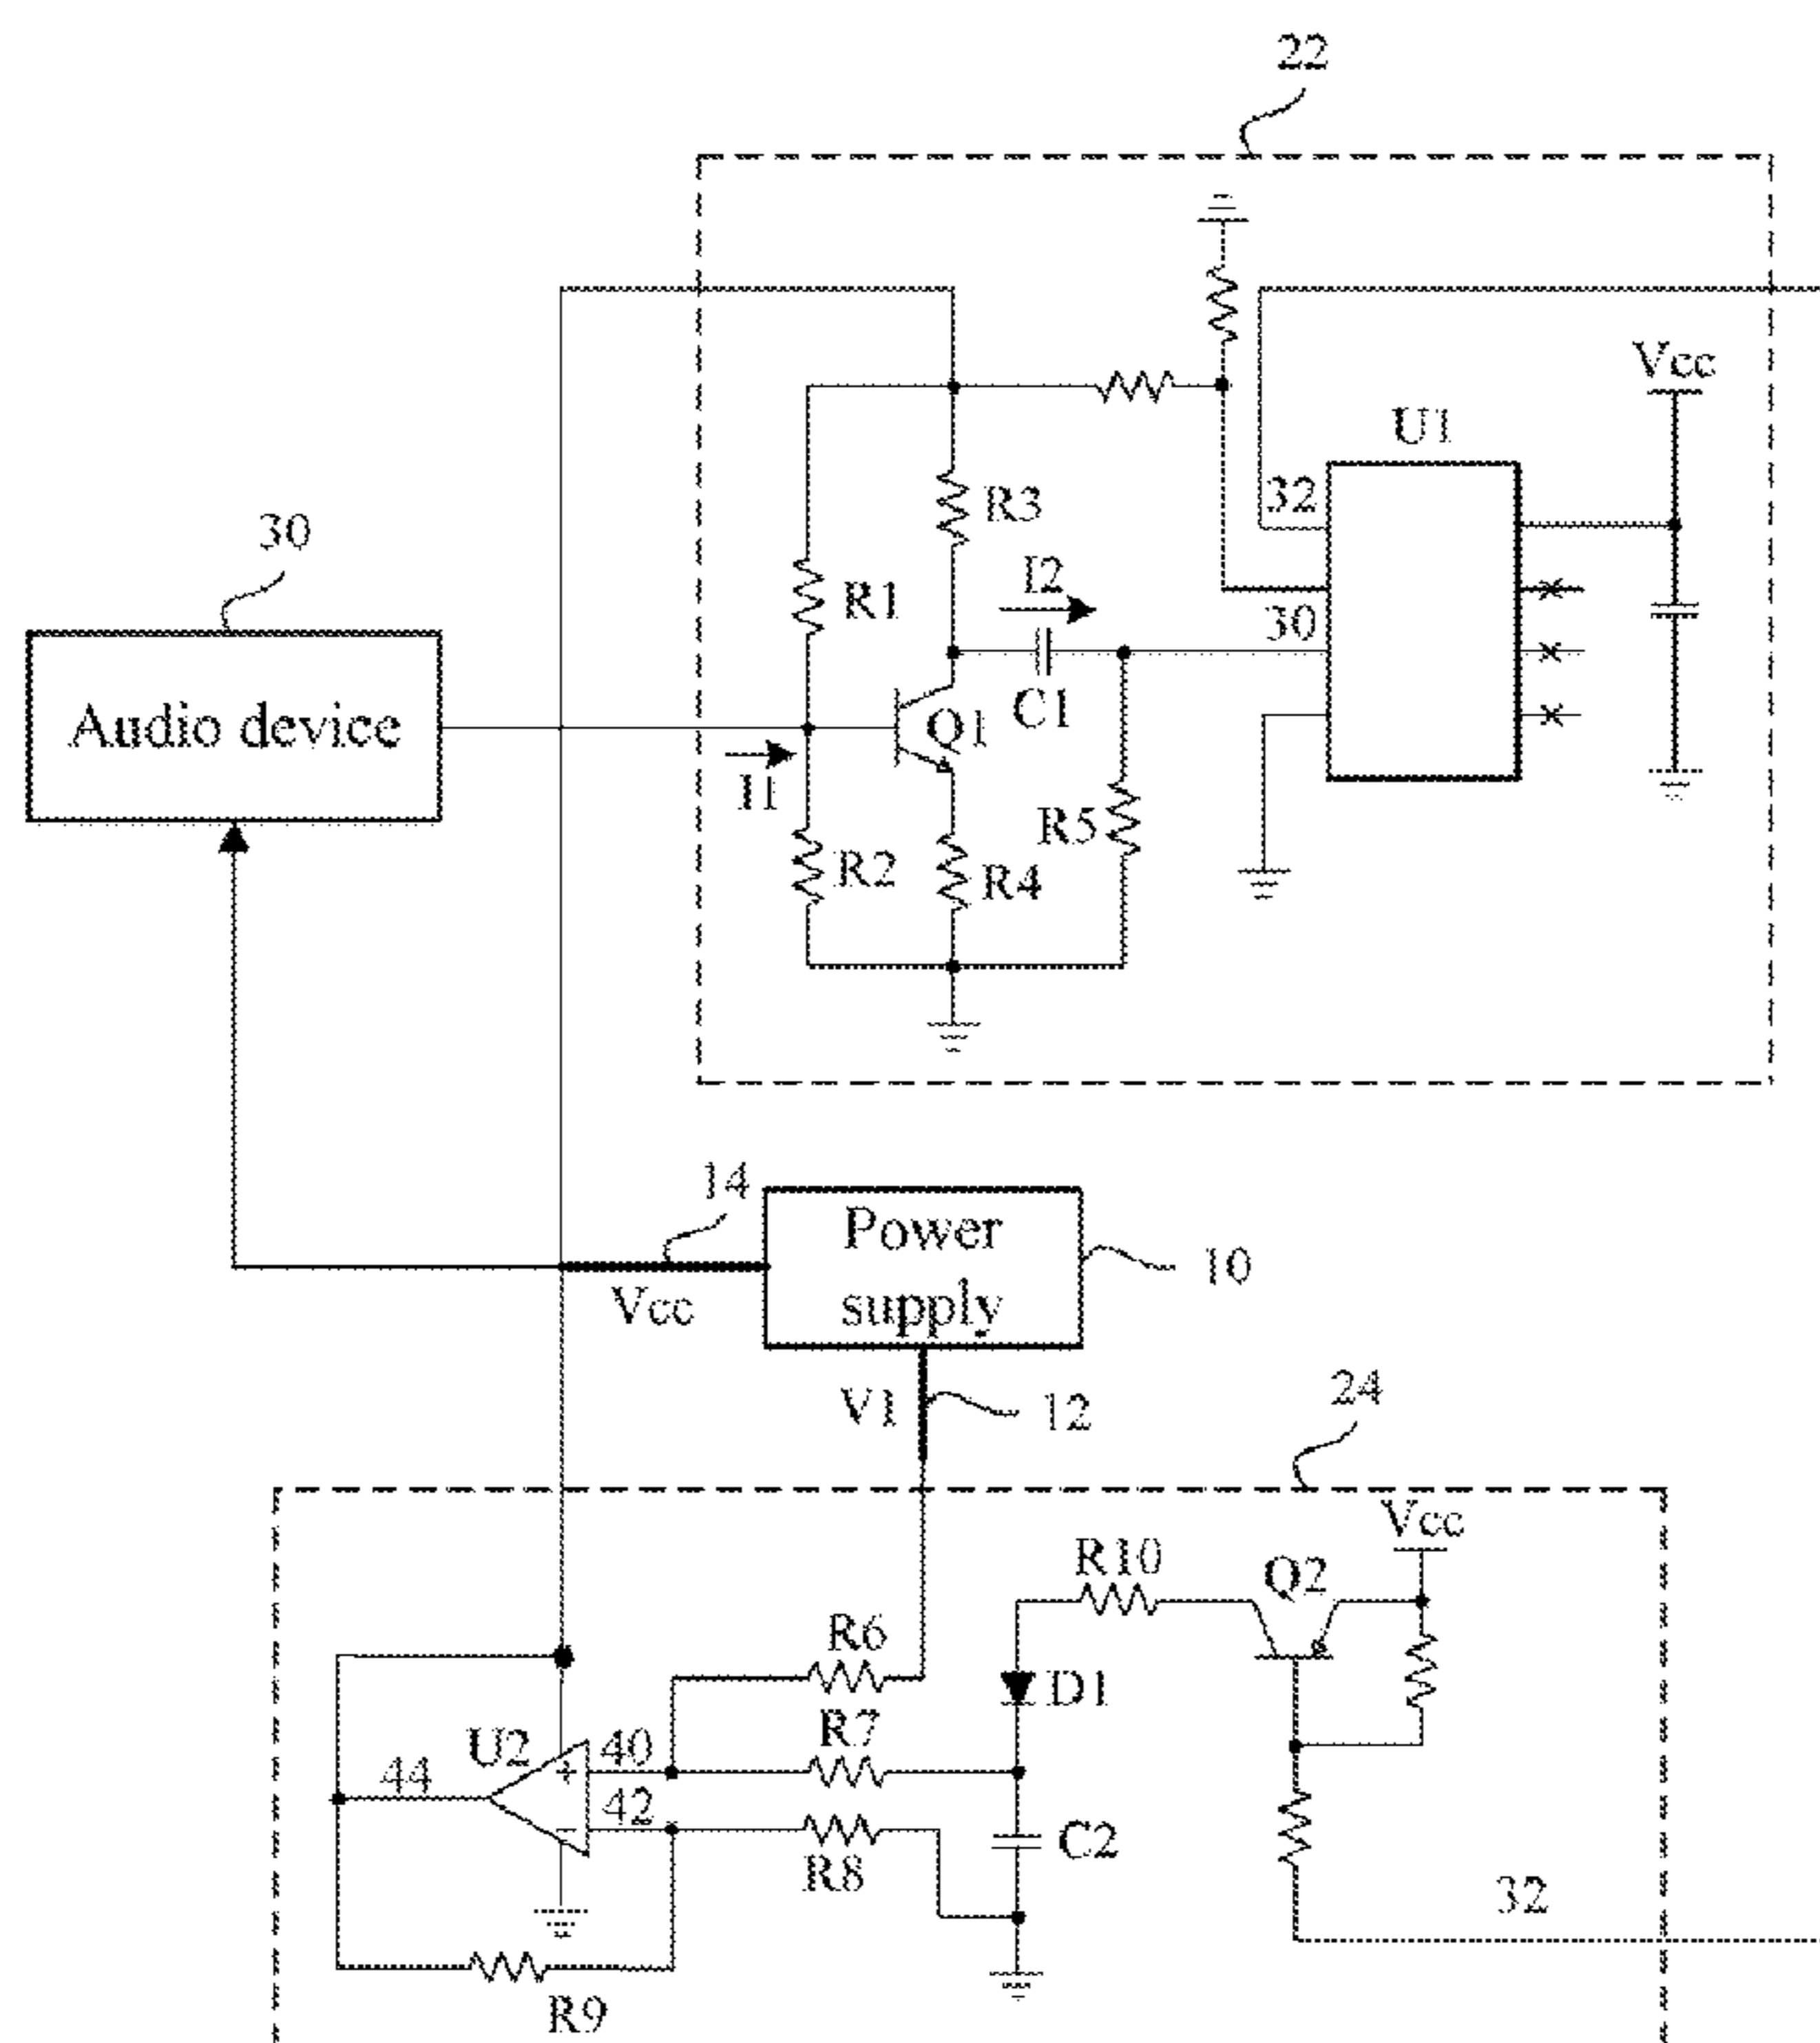 22
Vcc
U1
32
R3
30
I2
R1
30
Audio device
C1
Q1
I1
R5
R2
R4
14
Power
supply
10
Vcc
V1
12
24
Vcc
R10
Q2
R6
D1
R7
U2
40
44
42
C2
R8
32
R9